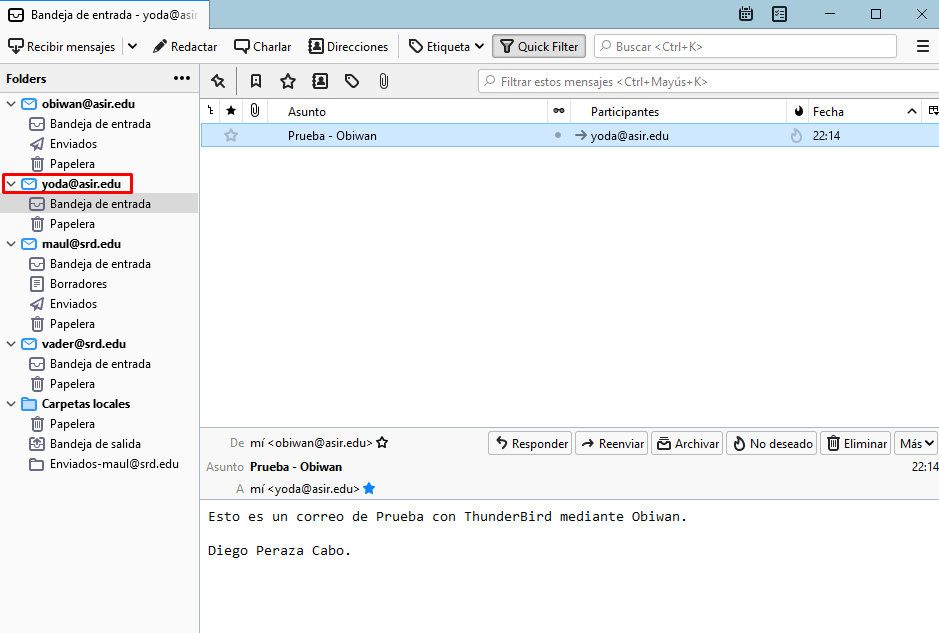 Bandeja de entrada - yoda@asir
Recibir mensajes Redactar Charlar Direcciones Etiqueta Quick Filter Buscar <Ctrl+K>
Folders •••
Filtrar estos mensajes <Ctrl+Mayús+K>
obiwan@asir.edu
Bandeja de entrada
Enviados
Papelera
yoda@asir.edu
Bandeja de entrada
Papelera
maul@srd.edu
Bandeja de entrada
Borradores
Enviados
Papelera
vader@srd.edu
Bandeja de entrada
Papelera
Carpetas locales
Papelera
Bandeja de salida
Enviados-maul@srd.edu
Asunto Participantes Fecha
Prueba - Obiwan yoda@asir.edu 22:14
De mí <obiwan@asir.edu> Responder Reenviar Archivar No deseado Eliminar Más
Asunto Prueba - Obiwan 22:14
A mí <yoda@asir.edu>
Esto es un correo de Prueba con ThunderBird mediante Obiwan.
Diego Peraza Cabo.